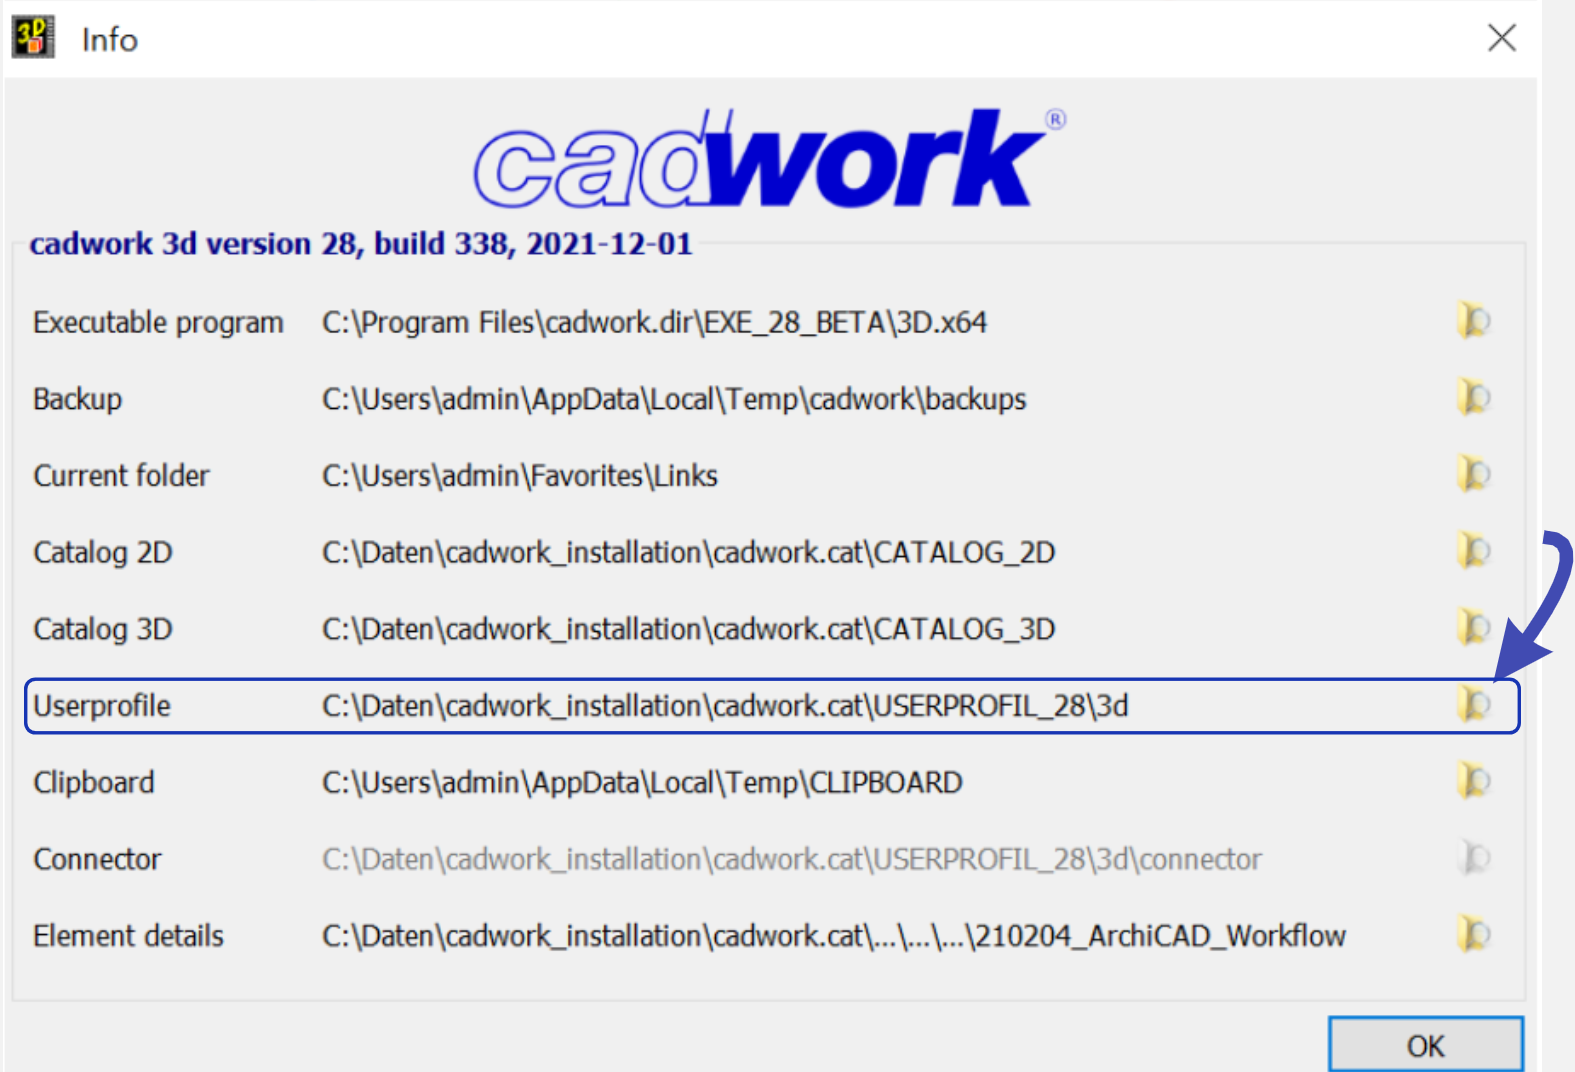 3D Info
cadwork®
cadwork 3d version 28, build 338, 2021-12-01
Executable program C:\Program Files\cadwork.dir\EXE_28_BETA\3D.x64
Backup C:\Users\admin\AppData\Local\Temp\cadwork\backups
Current folder C:\Users\admin\Favorites\Links
Catalog 2D C:\Daten\cadwork_installation\cadwork.cat\CATALOG_2D
Catalog 3D C:\Daten\cadwork_installation\cadwork.cat\CATALOG_3D
Userprofile C:\Daten\cadwork_installation\cadwork.cat\USERPROFIL_28\3d
Clipboard C:\Users\admin\AppData\Local\Temp\CLIPBOARD
Connector C:\Daten\cadwork_installation\cadwork.cat\USERPROFIL_28\3d\connector
Element details C:\Daten\cadwork_installation\cadwork.cat\...\...\...\210204_ArchiCAD_Workflow
OK